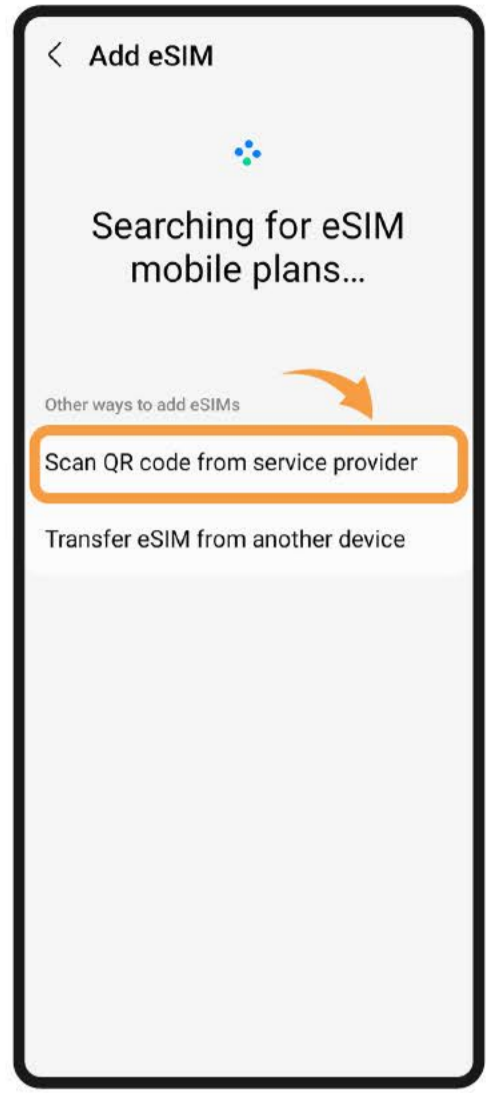 Add eSIM
Searching for eSIM
mobile plans...
Other ways to add eSIMs
Scan QR code from service provider
Transfer eSIM from another device